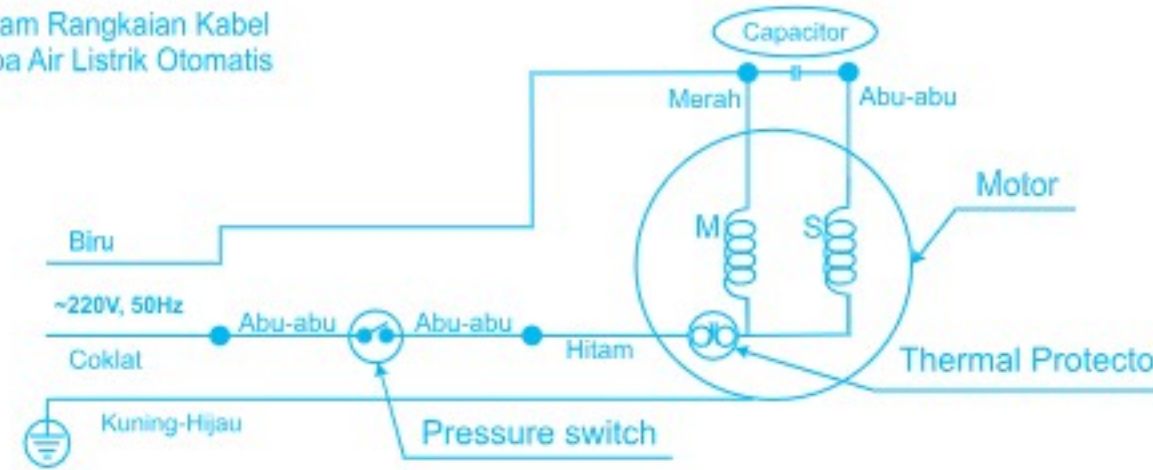 am Rangkaian Kabel
a Air Listrik Otomatis
Capacitor
Merah
Abu-abu
Motor
M
S
Biru
~220V, 50Hz
Abu-abu
Abu-abu
Hitam
Coklat
Thermal Protecto
Kuning-Hijau
Pressure switch